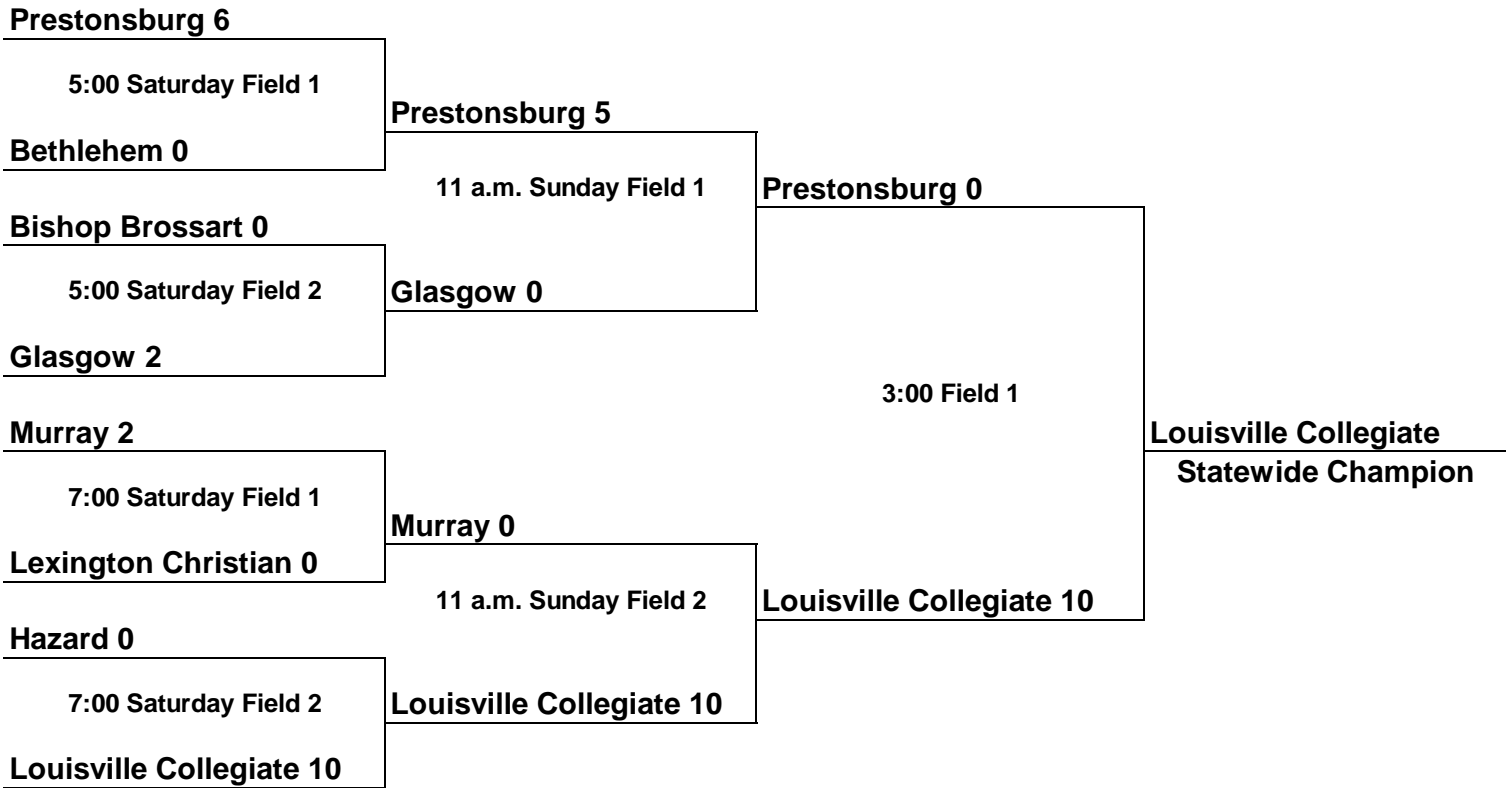 Prestonsburg 6
5:00 Saturday Field 1
Prestonsburg 5
Bethlehem 0
11 a.m. Sunday Field 1
Prestonsburg 0
Bishop Brossart 0
5:00 Saturday Field 2
Glasgow 0
Glasgow 2
3:00 Field 1
Murray 2
Louisville Collegiate
Statewide Champion
7:00 Saturday Field 1
Murray 0
Lexington Christian 0
11 a.m. Sunday Field 2
Louisville Collegiate 10
Hazard 0
7:00 Saturday Field 2
Louisville Collegiate 10
Louisville Collegiate 10